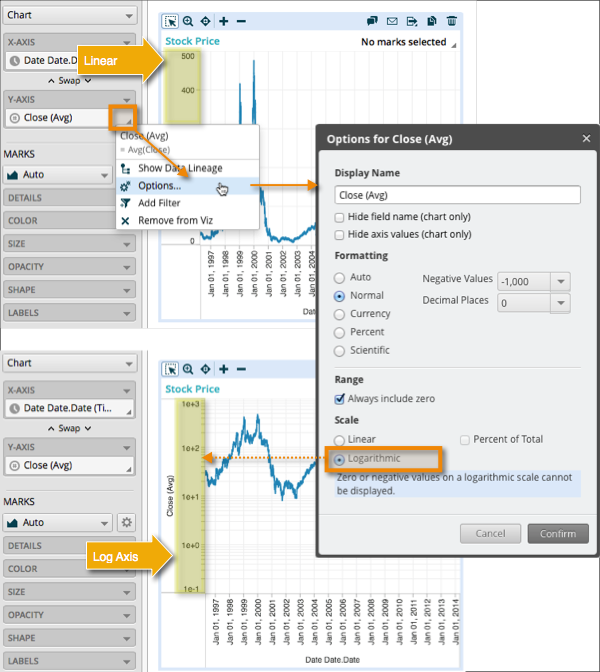 Chart
X-AXIS
Date Date.D
Swap
Y-AXIS
Close (Avg)
MARKS
Auto
DETAILS
COLOR
SIZE
OPACITY
SHAPE
LABELS
Linear
Stock Price
No marks selected
500
400
0
Jan 01, 1997
Jan 01, 1998
Jan 01, 1999
Jan 01, 2000
Jan 01, 2001
Jan 01, 2002
Jan 01, 2003
Jan 01, 2004
Date Date.Date
Close (Avg)
Avg(Close)
Show Data Lineage
Options...
Add Filter
Remove from Viz
Options for Close (Avg)
Display Name
Close (Avg)
Hide field name (chart only)
Hide axis values (chart only)
Formatting
Auto
Normal
Currency
Percent
Scientific
Negative Values
-1,000
Decimal Places
0
Range
Always include zero
Scale
Linear
Percent of Total
Logarithmic
Zero or negative values on a logarithmic scale cannot
be displayed.
Cancel
Confirm
Chart
X-AXIS
Date Date.Date (Ti...
Swap
Y-AXIS
Close (Avg)
MARKS
Auto
DETAILS
COLOR
SIZE
OPACITY
SHAPE
LABELS
Log Axis
Stock Price
Close (Avg)
1e+3
1e+2
1e+1
1e+0
1e-1
Jan 01, 1997
Jan 01, 1998
Jan 01, 1999
Jan 01, 2000
Jan 01, 2001
Jan 01, 2002
Jan 01, 2003
Jan 01, 2004
Jan 01, 2005
Jan 01, 2006
Jan 01, 2007
Jan 01, 2008
Jan 01, 2009
Jan 01, 2010
Jan 01, 2011
Jan 01, 2012
Jan 01, 2013
Jan 01, 2014
Date Date.Date